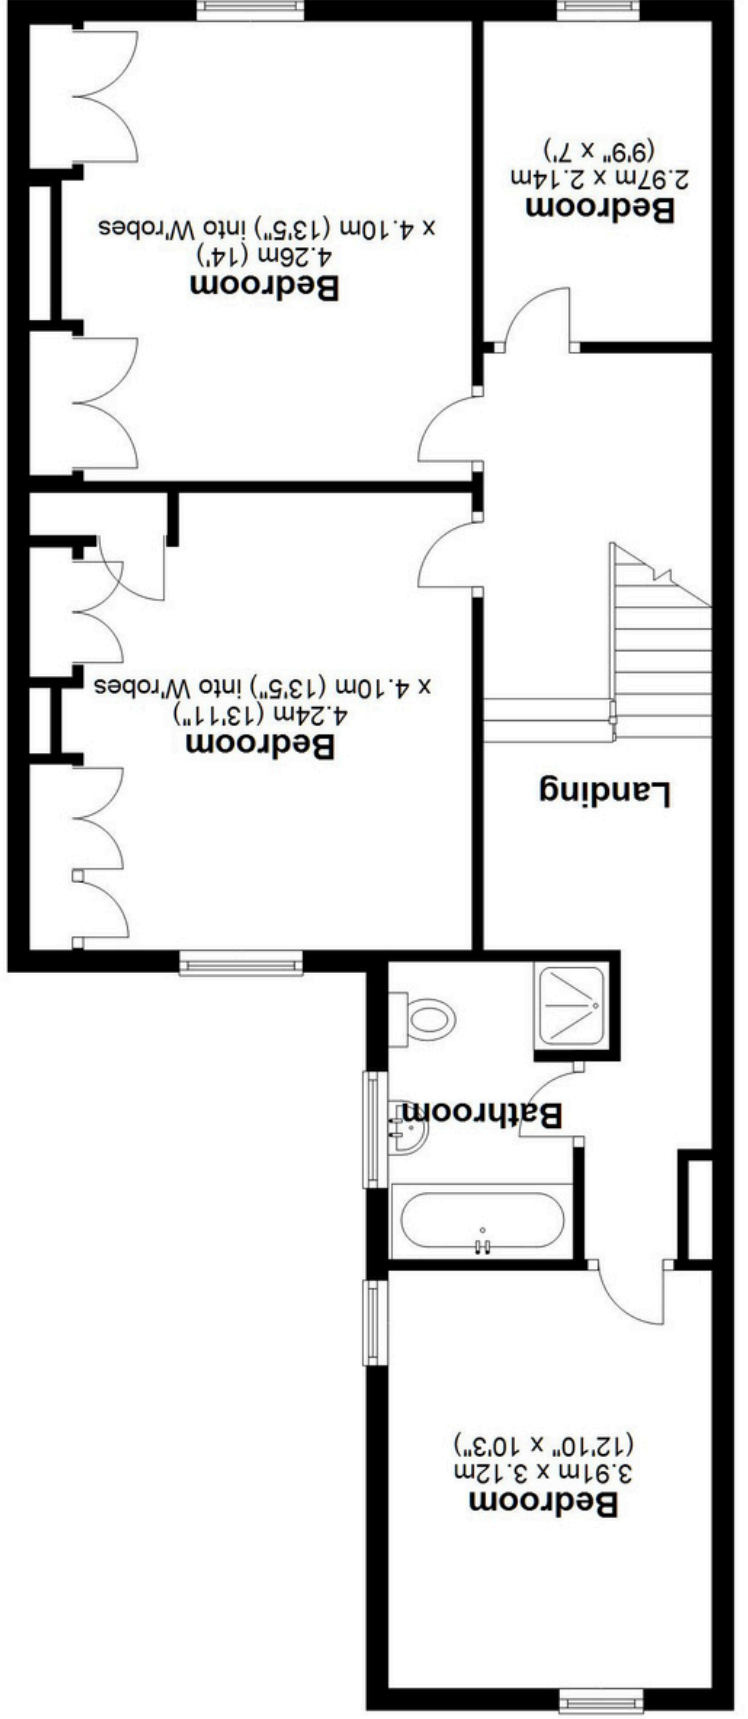 Bedroom
3.91m x 3.12m
(12'10" x 10'3")
Bathroom
Landing
Bedroom
4.24m (13'11")
x 4.10m (13'5") into W'robes
Bedroom
4.26m (14')
x 4.10m (13'5") into W'robes
Bedroom
2.97m x 2.14m
(9'9" x 7')